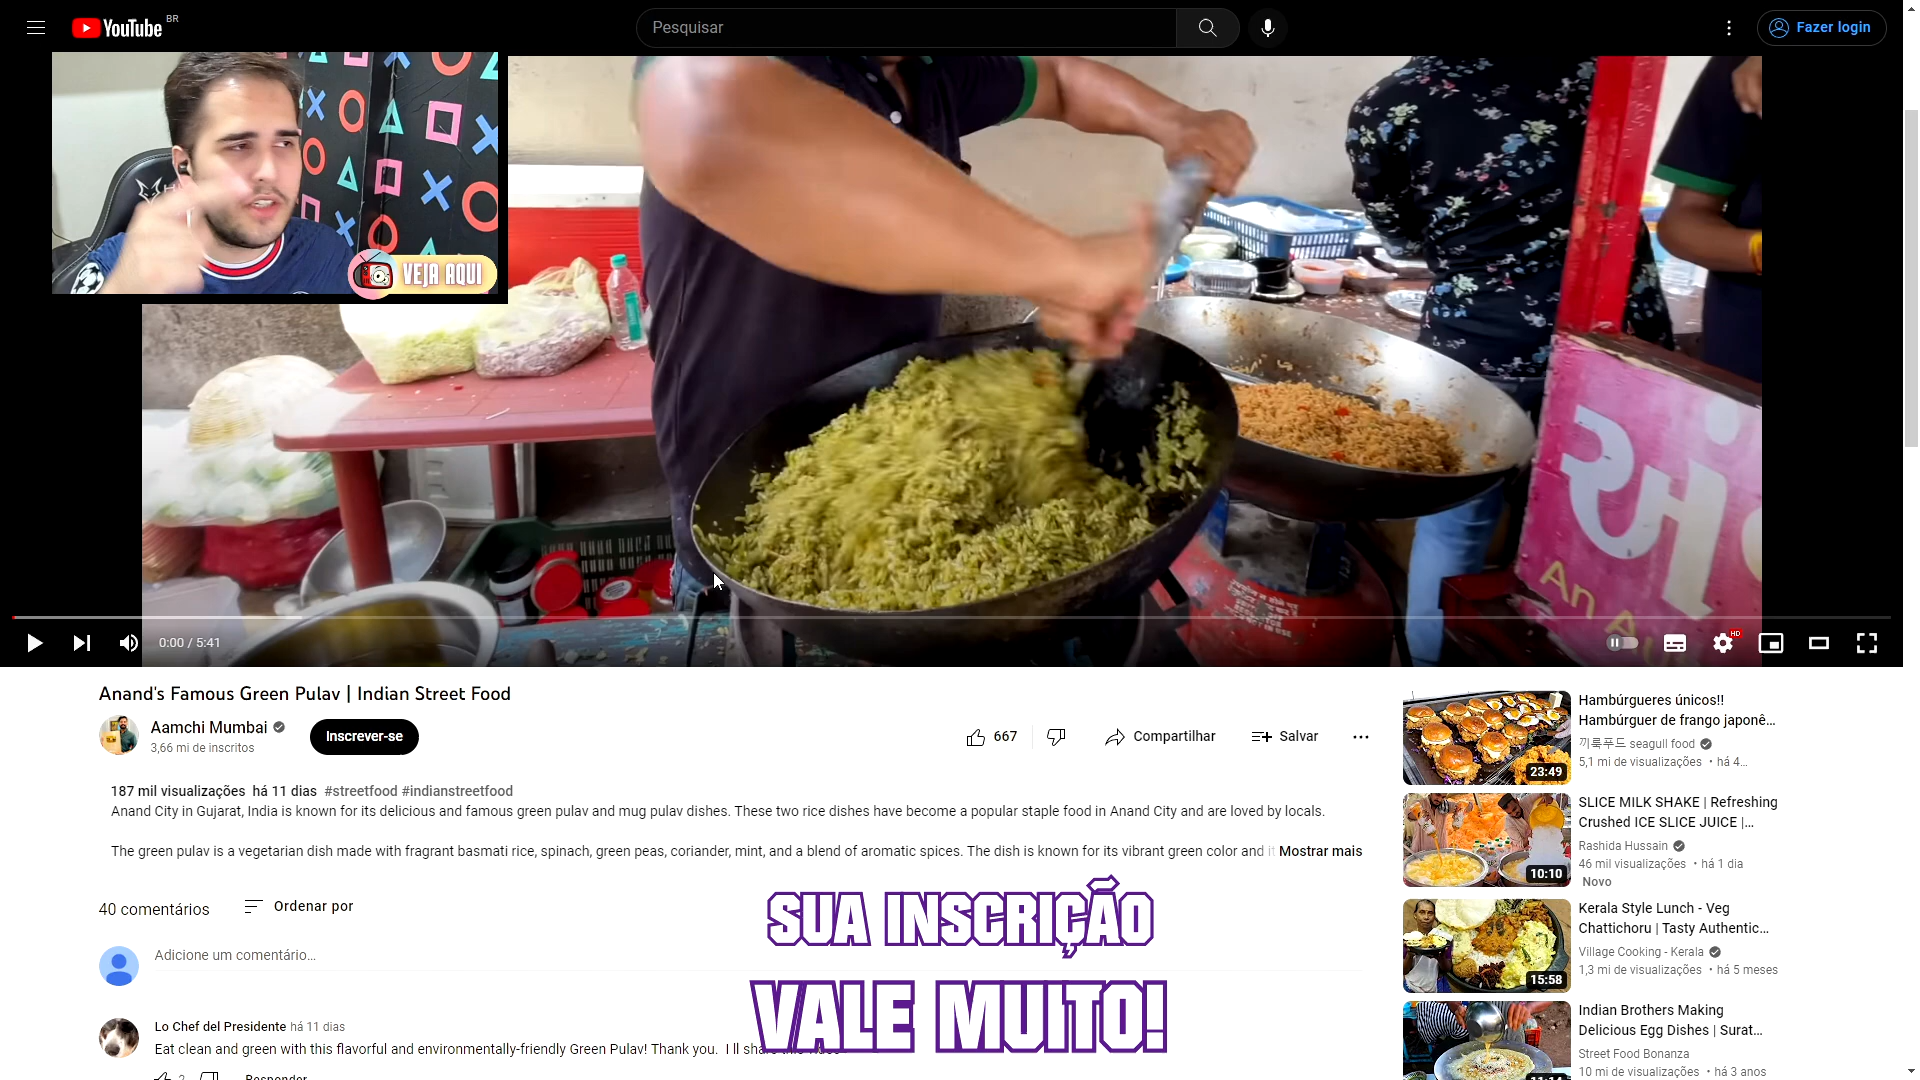 YouTube
BR
Pesquisar
Fazer login
VEJA AQUI
0:00 / 5:41
HD
Anand's Famous Green Pulav | Indian Street Food
Aamchi Mumbai
3,66 mi de inscritos
Inscrever-se
667
Compartilhar
Salvar
187 mil visualizações há 11 dias #streetfood #indianstreetfood
Anand City in Gujarat, India is known for its delicious and famous green pulav and mug pulav dishes. These two rice dishes have become a popular staple food in Anand City and are loved by locals.
The green pulav is a vegetarian dish made with fragrant basmati rice, spinach, green peas, coriander, mint, and a blend of aromatic spices. The dish is known for its vibrant green color and it Mostrar mais
40 comentários
Ordenar por
Adicione um comentário...
Lo Chef del Presidente há 11 dias
Eat clean and green with this flavorful and environmentally-friendly Green Pulav! Thank you. I ll
2
Responder
SUA INSCRIÇÃO
VALE MUITO!
23:49
Hambúrgueres únicos!!
Hambúrguer de frango japonê...
끼룩푸드 seagull food
5,1 mi de visualizações • há 4...
10:10
SLICE MILK SHAKE | Refreshing
Crushed ICE SLICE JUICE |...
Rashida Hussain
46 mil visualizações • há 1 dia
Novo
15:58
Kerala Style Lunch - Veg
Chattichoru | Tasty Authentic...
Village Cooking - Kerala
1,3 mi de visualizações • há 5 meses
11:14
Indian Brothers Making
Delicious Egg Dishes | Surat...
Street Food Bonanza
10 mi de visualizações • há 3 anos